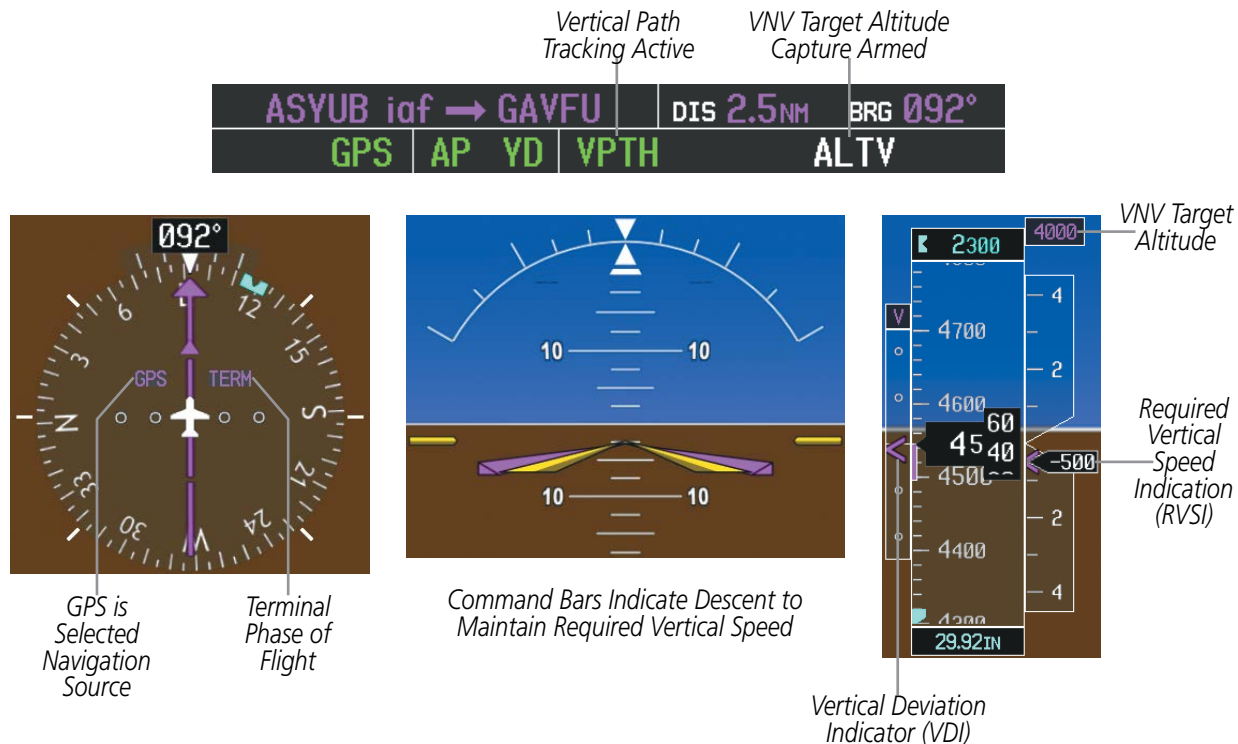 Vertical Path
Tracking Active
VNV Target Altitude
Capture Armed
ASYUB iaf → GAVFU DIS 2.5NM BRG 092°
GPS AP YD VPTH ALTV
092°
6
12
3
15
N
S
33
21
30
24
W
GPS TERM
GPS is
Selected
Navigation
Source
Terminal
Phase of
Flight
10 10
10 10
Command Bars Indicate Descent to
Maintain Required Vertical Speed
2300
4000
VNV Target
Altitude
V
4700
4600
4500
4400
4300
45
60
40
4
2
2
4
-500
Required
Vertical
Speed
Indication
(RVSI)
29.92IN
Vertical Deviation
Indicator (VDI)